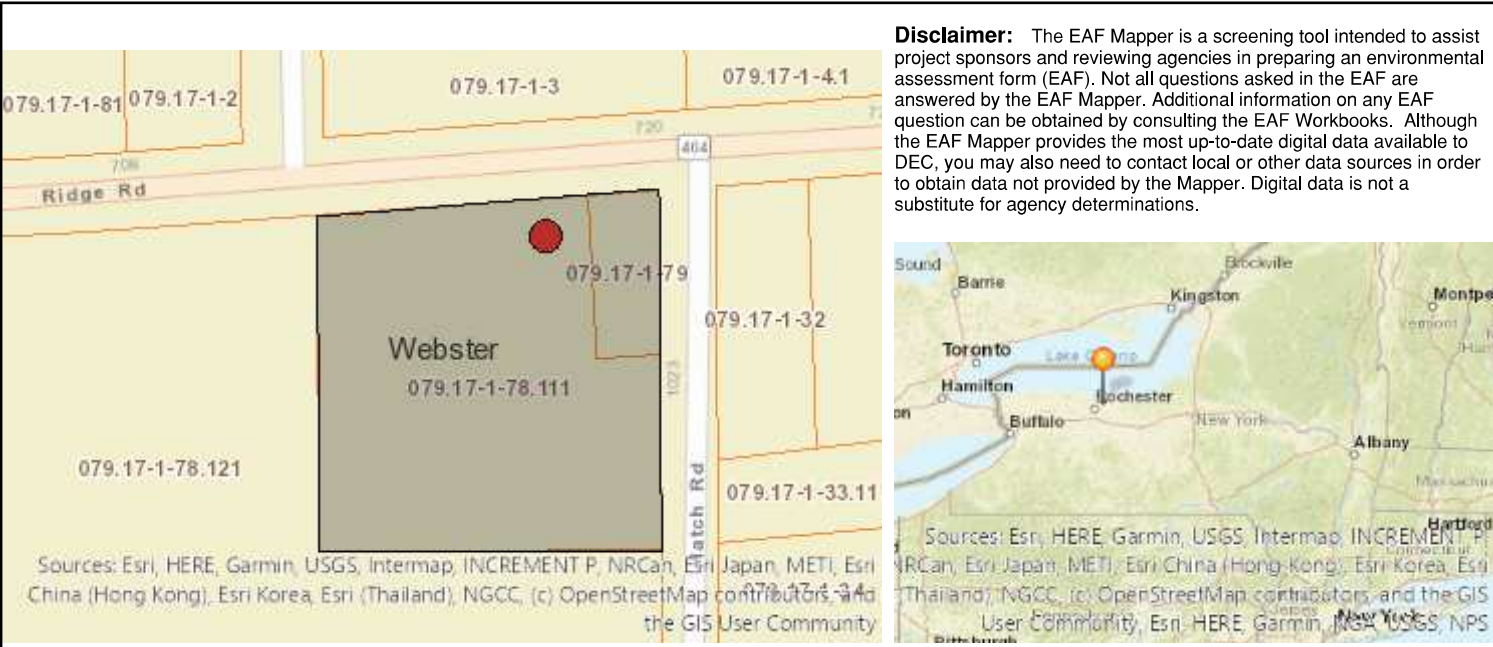 Disclaimer: The EAF Mapper is a screening tool intended to assist
project sponsors and reviewing agencies in preparing an environmental
assessment form (EAF). Not all questions asked in the EAF are
answered by the EAF Mapper. Additional information on any EAF
question can be obtained by consulting the EAF Workbooks. Although
the EAF Mapper provides the most up-to-date digital data available to
DEC, you may also need to contact local or other data sources in order
to obtain data not provided by the Mapper. Digital data is not a
substitute for agency determinations.
079.17-1-81
079.17-1-2
079.17-1-3
079.17-1-4.1
708
720
404
Ridge Rd
079.17-1-79
079.17-1-32
Webster
079.17-1-78.111
1023
079.17-1-78.121
Hatch Rd
079.17-1-33.11
Sources: Esri, HERE, Garmin, USGS, Intermap, INCREMENT P, NRCan, Esri Japan, METI, Esri
China (Hong Kong), Esri Korea, Esri (Thailand), NGCC, (c) OpenStreetMap contributors, and
the GIS User Community
Sound
Barrie
Brockville
Kingston
Montpe
Vermont
Toronto
Hamilton
Rochester
Buffalo
New York
Albany
Massachu
Hartford
Sources: Esri, HERE, Garmin, USGS, Intermap, INCREMENT P,
NRCan, Esri Japan, METI, Esri China (Hong Kong), Esri Korea, Esri
(Thailand), NGCC, (c) OpenStreetMap contributors, and the GIS
User Community, Esri, HERE, Garmin, NGA, USGS, NPS
New York
Pittsburgh